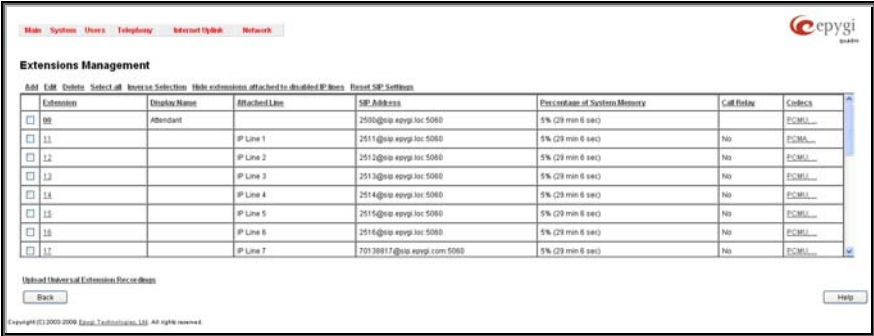 Main System Users Telephony Internet Uplink Network
epygi
quadro
Extensions Management
Add Edit Delete Select all Inverse Selection Hide extensions attached to disabled IP lines Reset SIP Settings
Extension Display Name Attached Line SIP Address Percentage of System Memory Call Relay Codecs
00 Attendant 2500@sip.epygi.loc:5060 5% (29 min 6 sec) PCMU, ...
11 IP Line 1 2511@sip.epygi.loc:5060 5% (29 min 6 sec) No PCMA, ...
12 IP Line 2 2512@sip.epygi.loc:5060 5% (29 min 6 sec) No PCMU, ...
13 IP Line 3 2513@sip.epygi.loc:5060 5% (29 min 6 sec) No PCMU, ...
14 IP Line 4 2514@sip.epygi.loc:5060 5% (29 min 6 sec) No PCMU, ...
15 IP Line 5 2515@sip.epygi.loc:5060 5% (29 min 6 sec) No PCMU, ...
16 IP Line 6 2516@sip.epygi.loc:5060 5% (29 min 6 sec) No PCMU, ...
17 IP Line 7 70138817@sip.epygi.com:5060 5% (29 min 6 sec) No PCMU, ...
Upload Universal Extension Recordings
Back Help
Copyright (C) 2003-2009 Epygi Technologies, Ltd. All rights reserved.